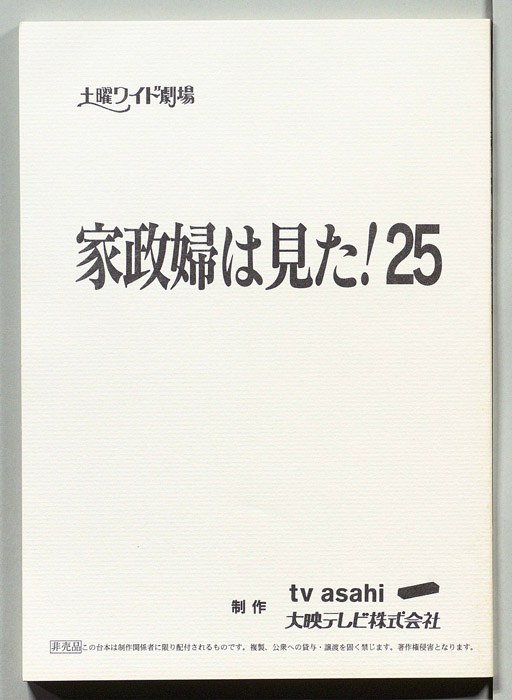 土曜ワイド劇場
家政婦は見た!25
制作
tv asahi
大映テレビ株式会社
非売品 この台本は制作関係者に限り配付されるものです。複製、公衆への貸与・譲渡を固く禁じます。著作権侵害となります。